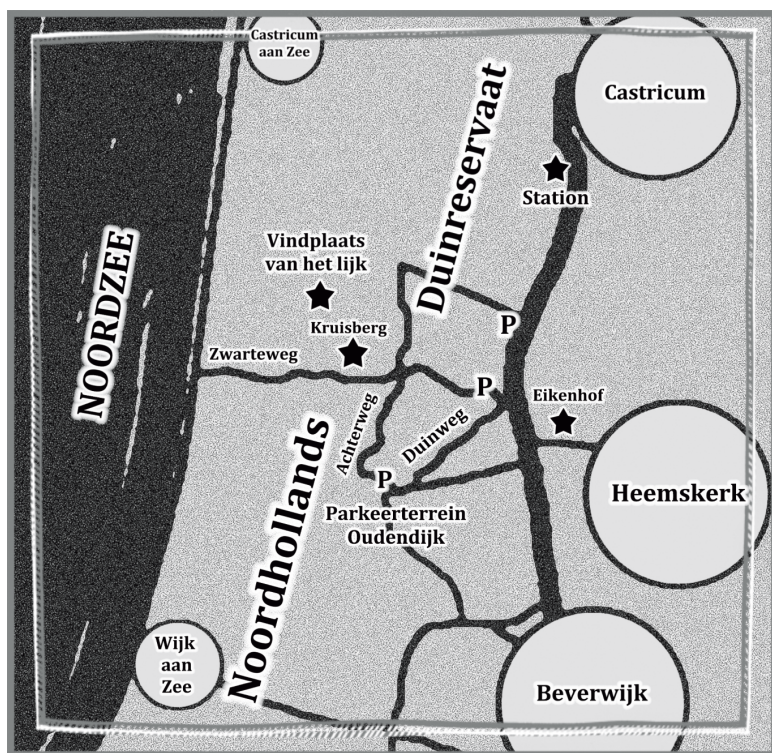 Castricum
aan Zee
Castricum
Station
Duinreservaat
Vindplaats
van het lijk
NOORDZEE
P
Kruisberg
Zwarteweg
P
Eikenhof
Achterweg
Duinweg
P
Heemskerk
Parkeerterrein
Oudendijk
Noordhollands
Wijk
aan
Zee
Beverwijk